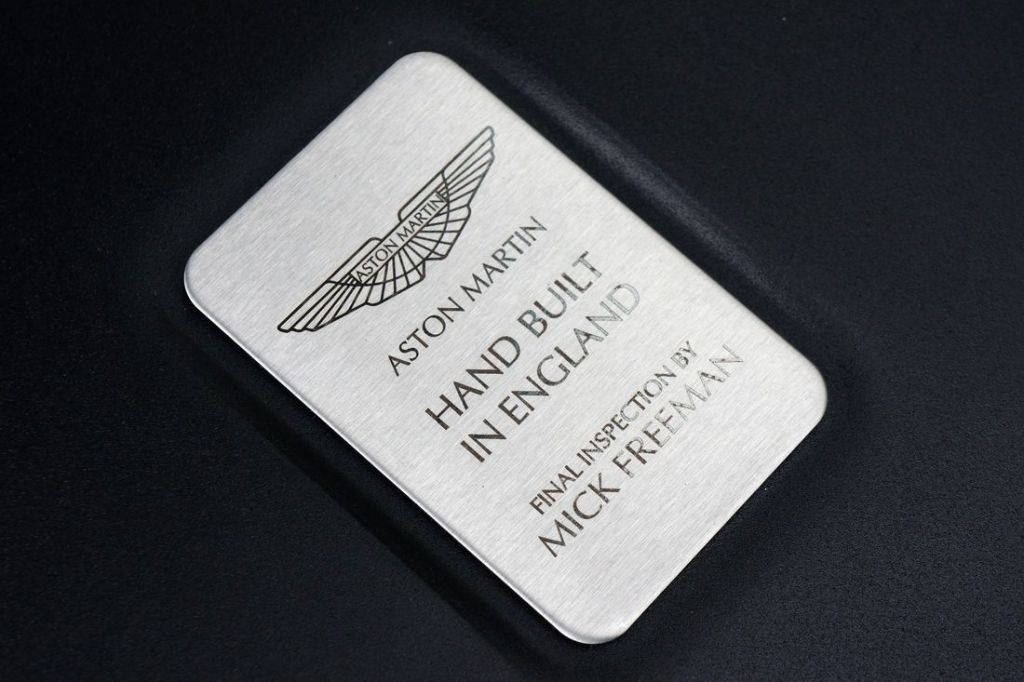 ASTON MARTIN
ASTON MARTIN
HAND BUILT
IN ENGLAND
FINAL INSPECTION BY
MICK FREEMAN